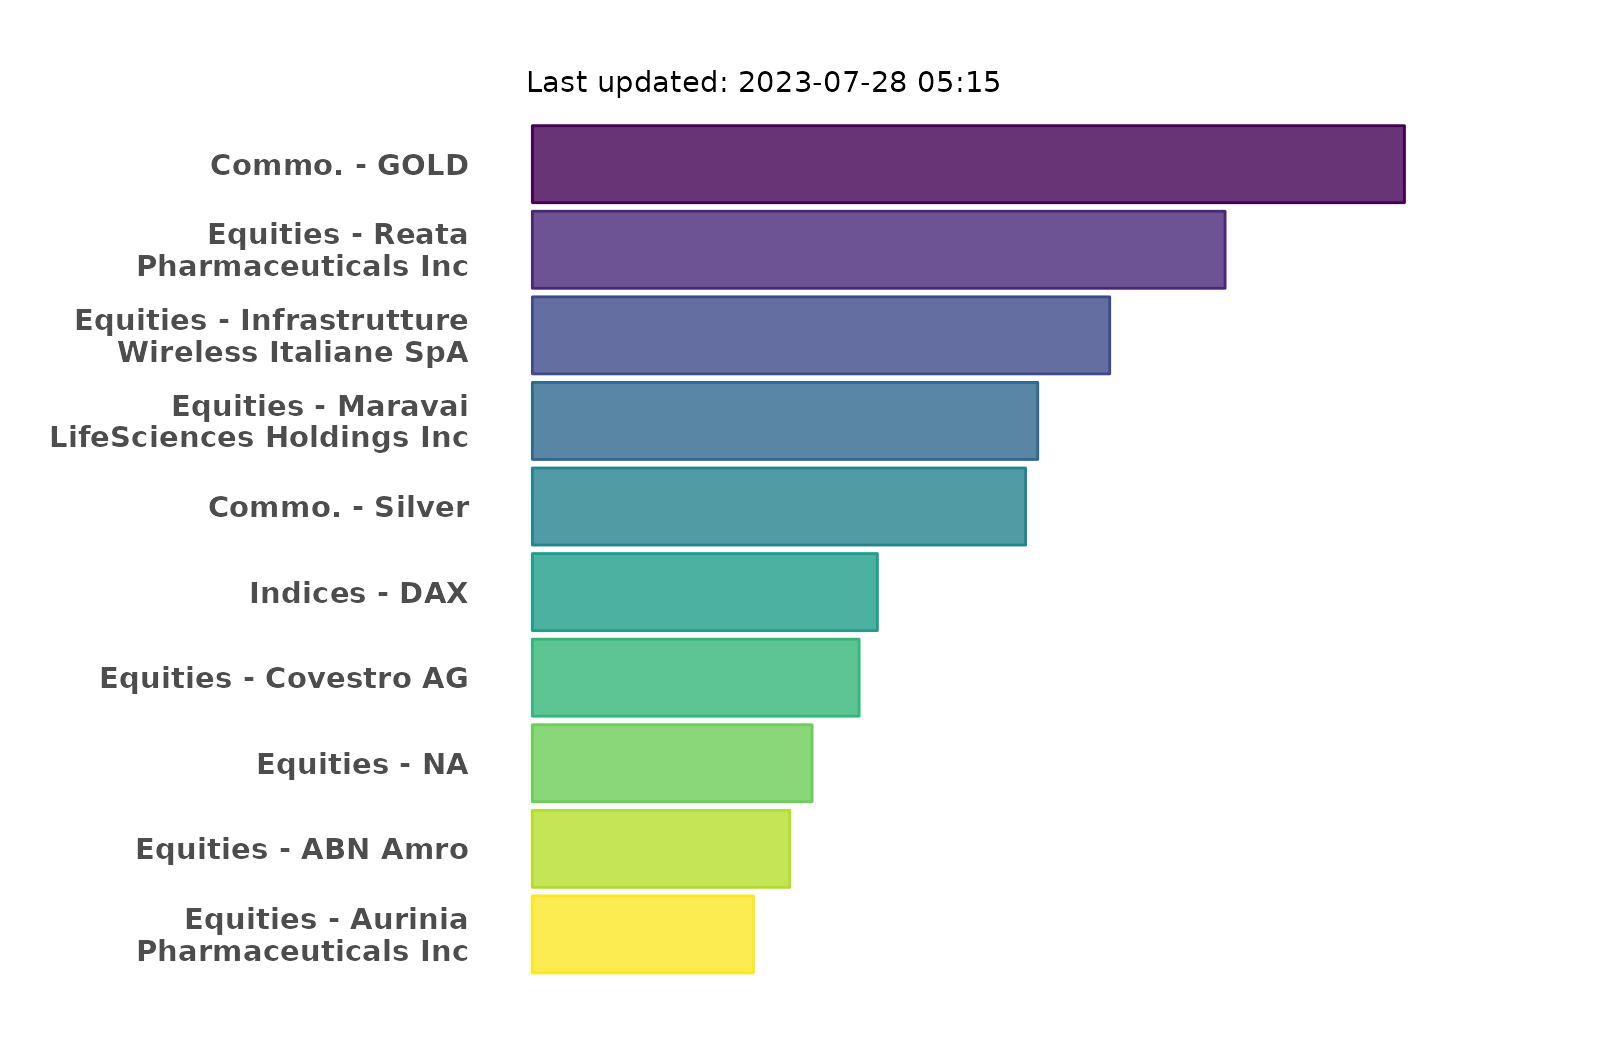 Last updated: 2023-07-28 05:15
Commo. - GOLD
Equities - Reata
Pharmaceuticals Inc
Equities - Infrastrutture
Wireless Italiane SpA
Equities - Maravai
LifeSciences Holdings Inc
Commo. - Silver
Indices - DAX
Equities - Covestro AG
Equities - NA
Equities - ABN Amro
Equities - Aurinia
Pharmaceuticals Inc